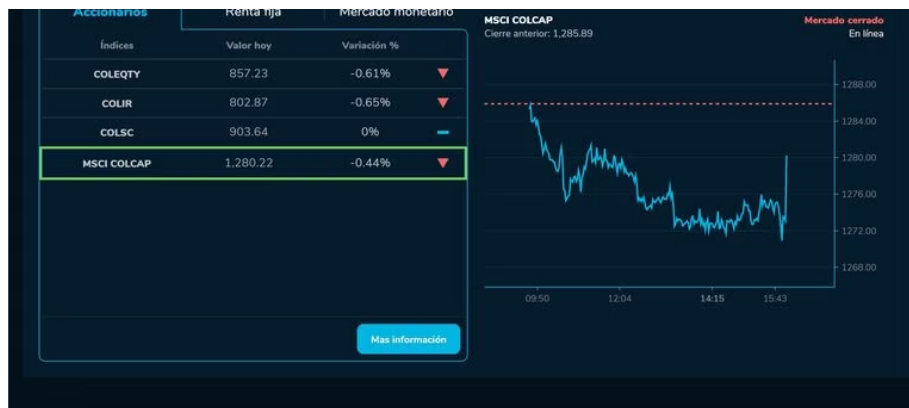 Accionarios Renta fija Mercado monetario
Índices Valor hoy Variación %
COLEQTY 857.23 -0.61%
COLIR 802.87 -0.65%
COLSC 903.64 0%
MSCI COLCAP 1,280.22 -0.44%
Mas información
MSCI COLCAP Mercado cerrado
Cierre anterior: 1,285.89 En línea
1288.00
1284.00
1280.00
1276.00
1272.00
1268.00
09:50 12:04 14:15 15:43